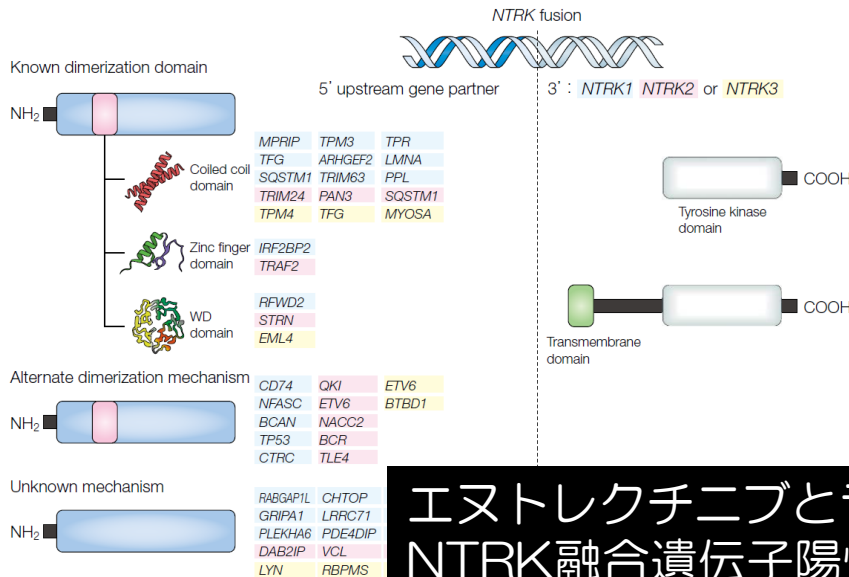 NTRK fusion
Known dimerization domain
5' upstream gene partner
3' : NTRK1 NTRK2 or NTRK3
NH2
MPRIP TPM3 TPR
TFG ARHGEF2 LMNA
Coiled coil domain
SQSTM1 TRIM63 PPL
TRIM24 PAN3 SQSTM1
TPM4 TFG MYOSA
COOH
Tyrosine kinase
domain
Zinc finger
domain
IRF2BP2
TRAF2
RFWD2
WD
domain
STRN
EML4
COOH
Transmembrane
domain
Alternate dimerization mechanism
CD74 QKI ETV6
NFASC ETV6 BTBD1
NH2
BCAN NACC2
TP53 BCR
CTRC TLE4
Unknown mechanism
RABGAP1L CHTOP
GRIPA1 LRRC71
NH2
PLEKHA6 PDE4DIP
DAB2IP VCL
LYN RBPMS
エヌトレクチニブと
NTRK融合遺伝子陽